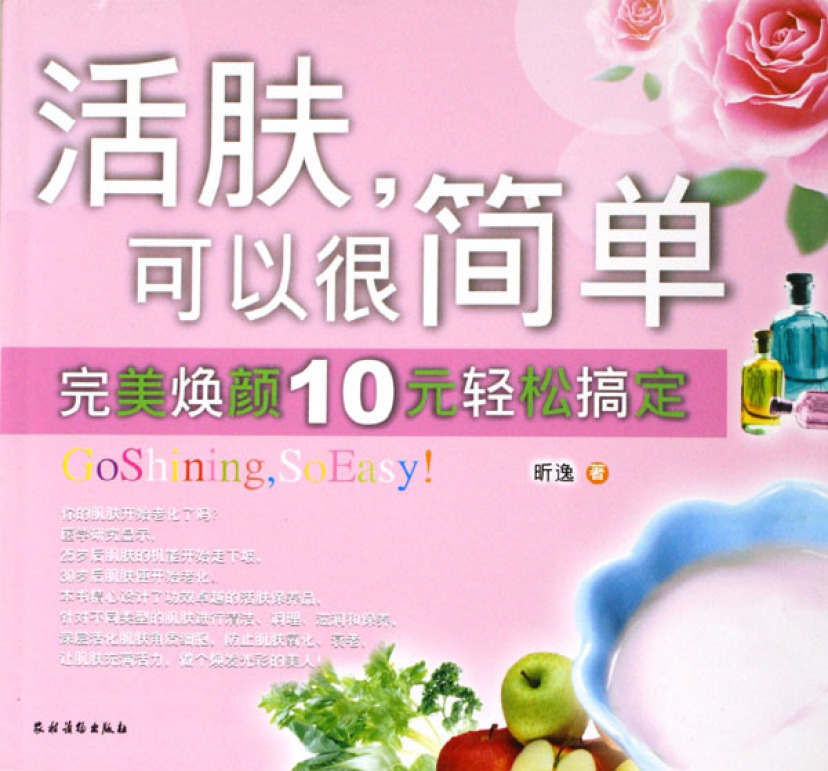 活肤,
可以很简单
完美焕颜10元轻松搞定
GoShining,SoEasy!
昕逸 著
你的肌肤开始老化了吗?
医学研究显示,
25岁后肌肤的机能开始走下坡,
30岁后肌肤便开始老化。
本书精心设计了功效卓越的活肤保养品,
针对不同类型的肌肤进行清洁、调理、滋润和保养,
深层活化肌肤角质细胞、防止肌肤氧化、衰老,
让肌肤充满活力,做个焕发光彩的美人!
农村读物出版社